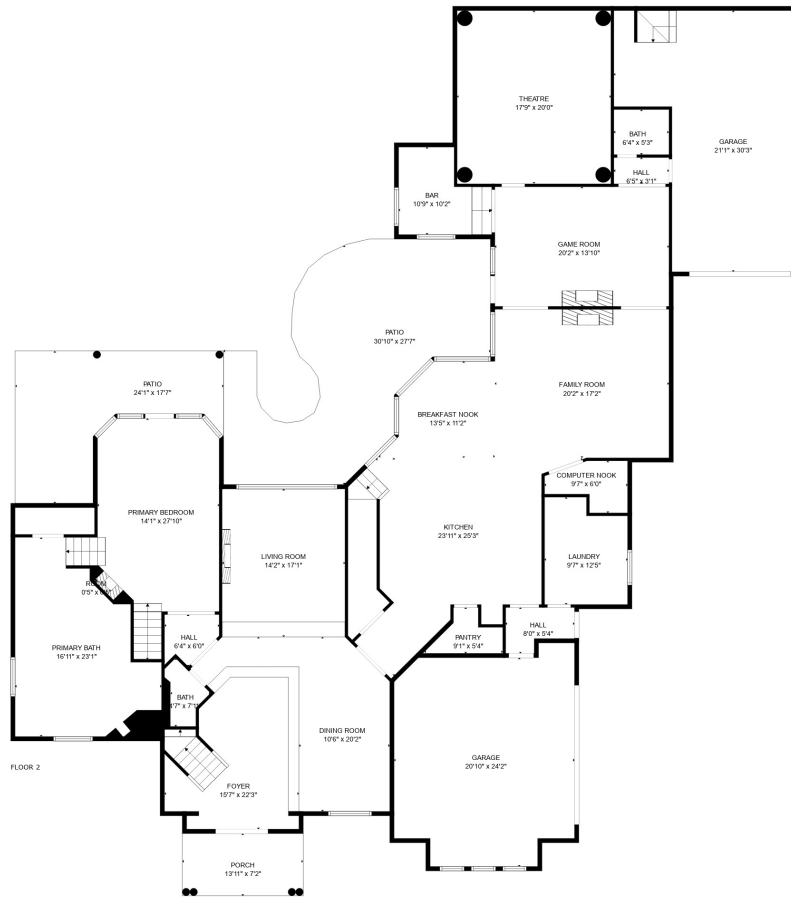 THEATRE
17'9" x 20'0"
BATH
6'4" x 5'3"
GARAGE
21'1" x 30'3"
HALL
6'5" x 3'1"
BAR
10'9" x 10'2"
GAME ROOM
20'2" x 13'10"
PATIO
30'10" x 27'7"
PATIO
24'1" x 17'7"
FAMILY ROOM
20'2" x 17'2"
BREAKFAST NOOK
13'5" x 11'2"
COMPUTER NOOK
9'7" x 6'0"
PRIMARY BEDROOM
14'1" x 27'10"
KITCHEN
23'11" x 25'3"
LIVING ROOM
14'2" x 17'1"
LAUNDRY
9'7" x 12'5"
HALL
6'4" x 6'0"
PANTRY
9'1" x 5'4"
HALL
8'0" x 5'4"
PRIMARY BATH
16'11" x 23'1"
BATH
DINING ROOM
10'6" x 20'2"
GARAGE
20'10" x 24'2"
FLOOR 2
FOYER
15'7" x 22'3"
PORCH
13'11" x 7'2"